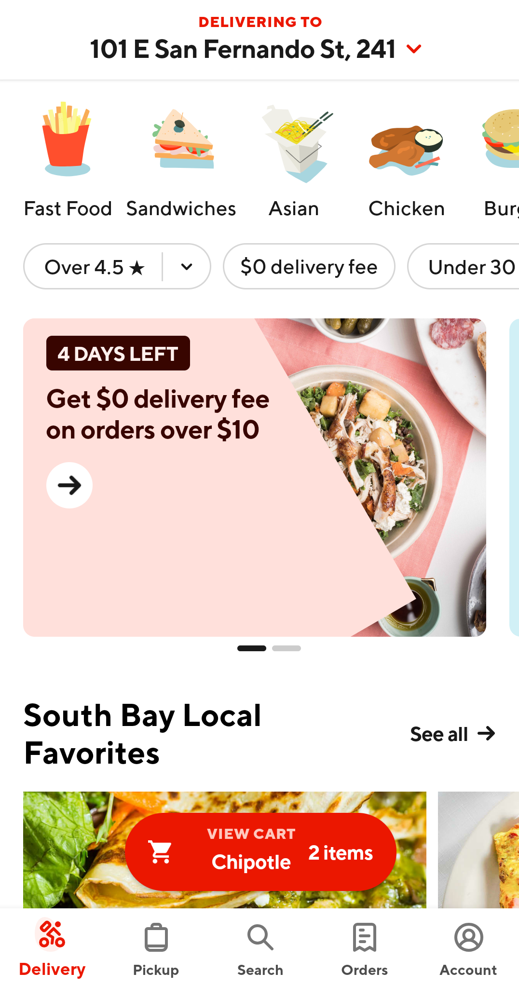 DELIVERING TO
101 E San Fernando St, 241
Fast Food
Sandwiches
Asian
Chicken
Burg
Over 4.5 ★
$0 delivery fee
Under 30
4 DAYS LEFT
Get $0 delivery fee
on orders over $10
South Bay Local
Favorites
See all
VIEW CART
Chipotle
2 items
Delivery
Pickup
Search
Orders
Account